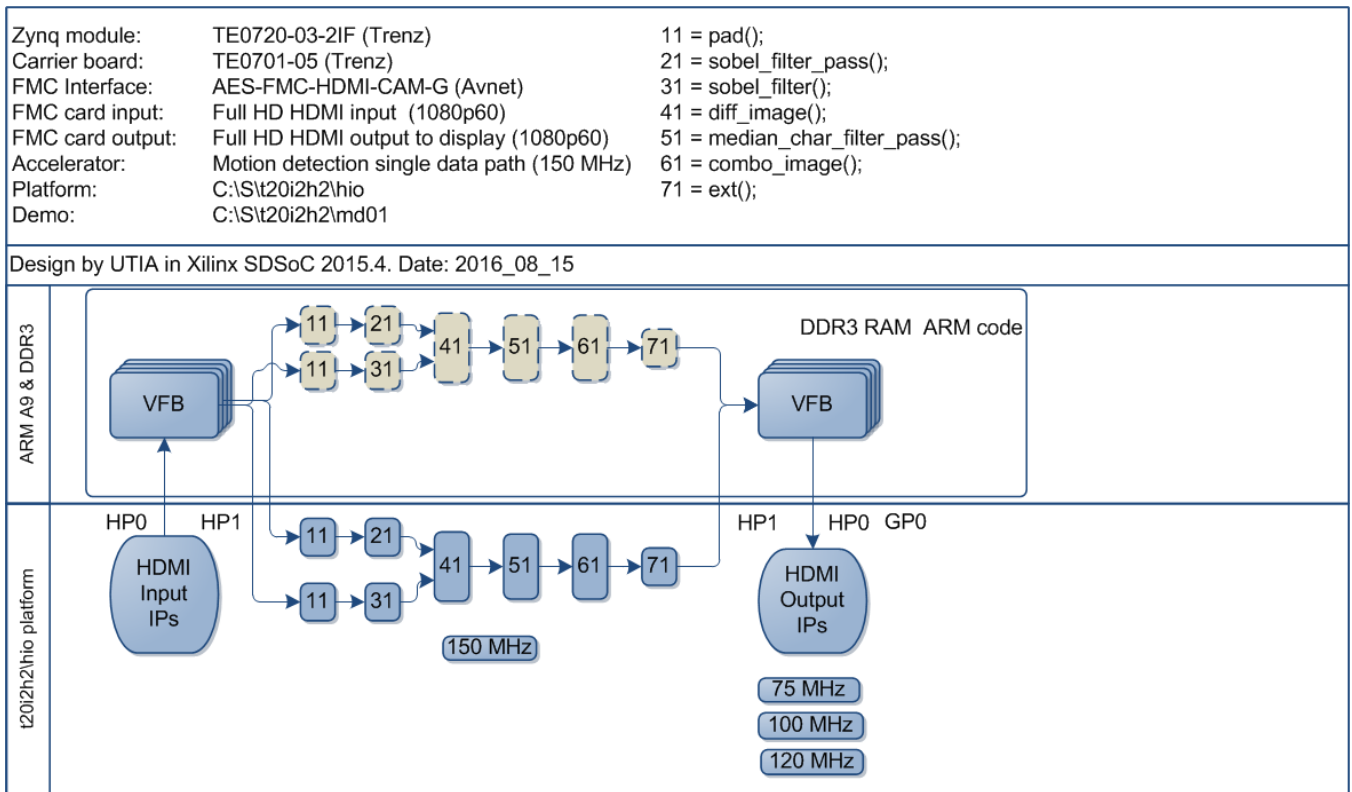 Zynq module: TE0720-03-2IF (Trenz) 11 = pad();
Carrier board: TE0701-05 (Trenz) 21 = sobel_filter_pass();
FMC Interface: AES-FMC-HDMI-CAM-G (Avnet) 31 = sobel_filter();
FMC card input: Full HD HDMI input (1080p60) 41 = diff_image();
FMC card output: Full HD HDMI output to display (1080p60) 51 = median_char_filter_pass();
Accelerator: Motion detection single data path (150 MHz) 61 = combo_image();
Platform: C:\S\t20i2h2\hio 71 = ext();
Demo: C:\S\t20i2h2\md01
Design by UTIA in Xilinx SDSoC 2015.4. Date: 2016_08_15
ARM A9 & DDR3
DDR3 RAM ARM code
11 21
11 31
41 51 61 71
VFB
VFB
t20i2h2\hio platform
HP0 HP1
HP1 HP0 GP0
HDMI
Input
IPs
11 21
11 31
41 51 61 71
150 MHz
HDMI
Output
IPs
75 MHz
100 MHz
120 MHz